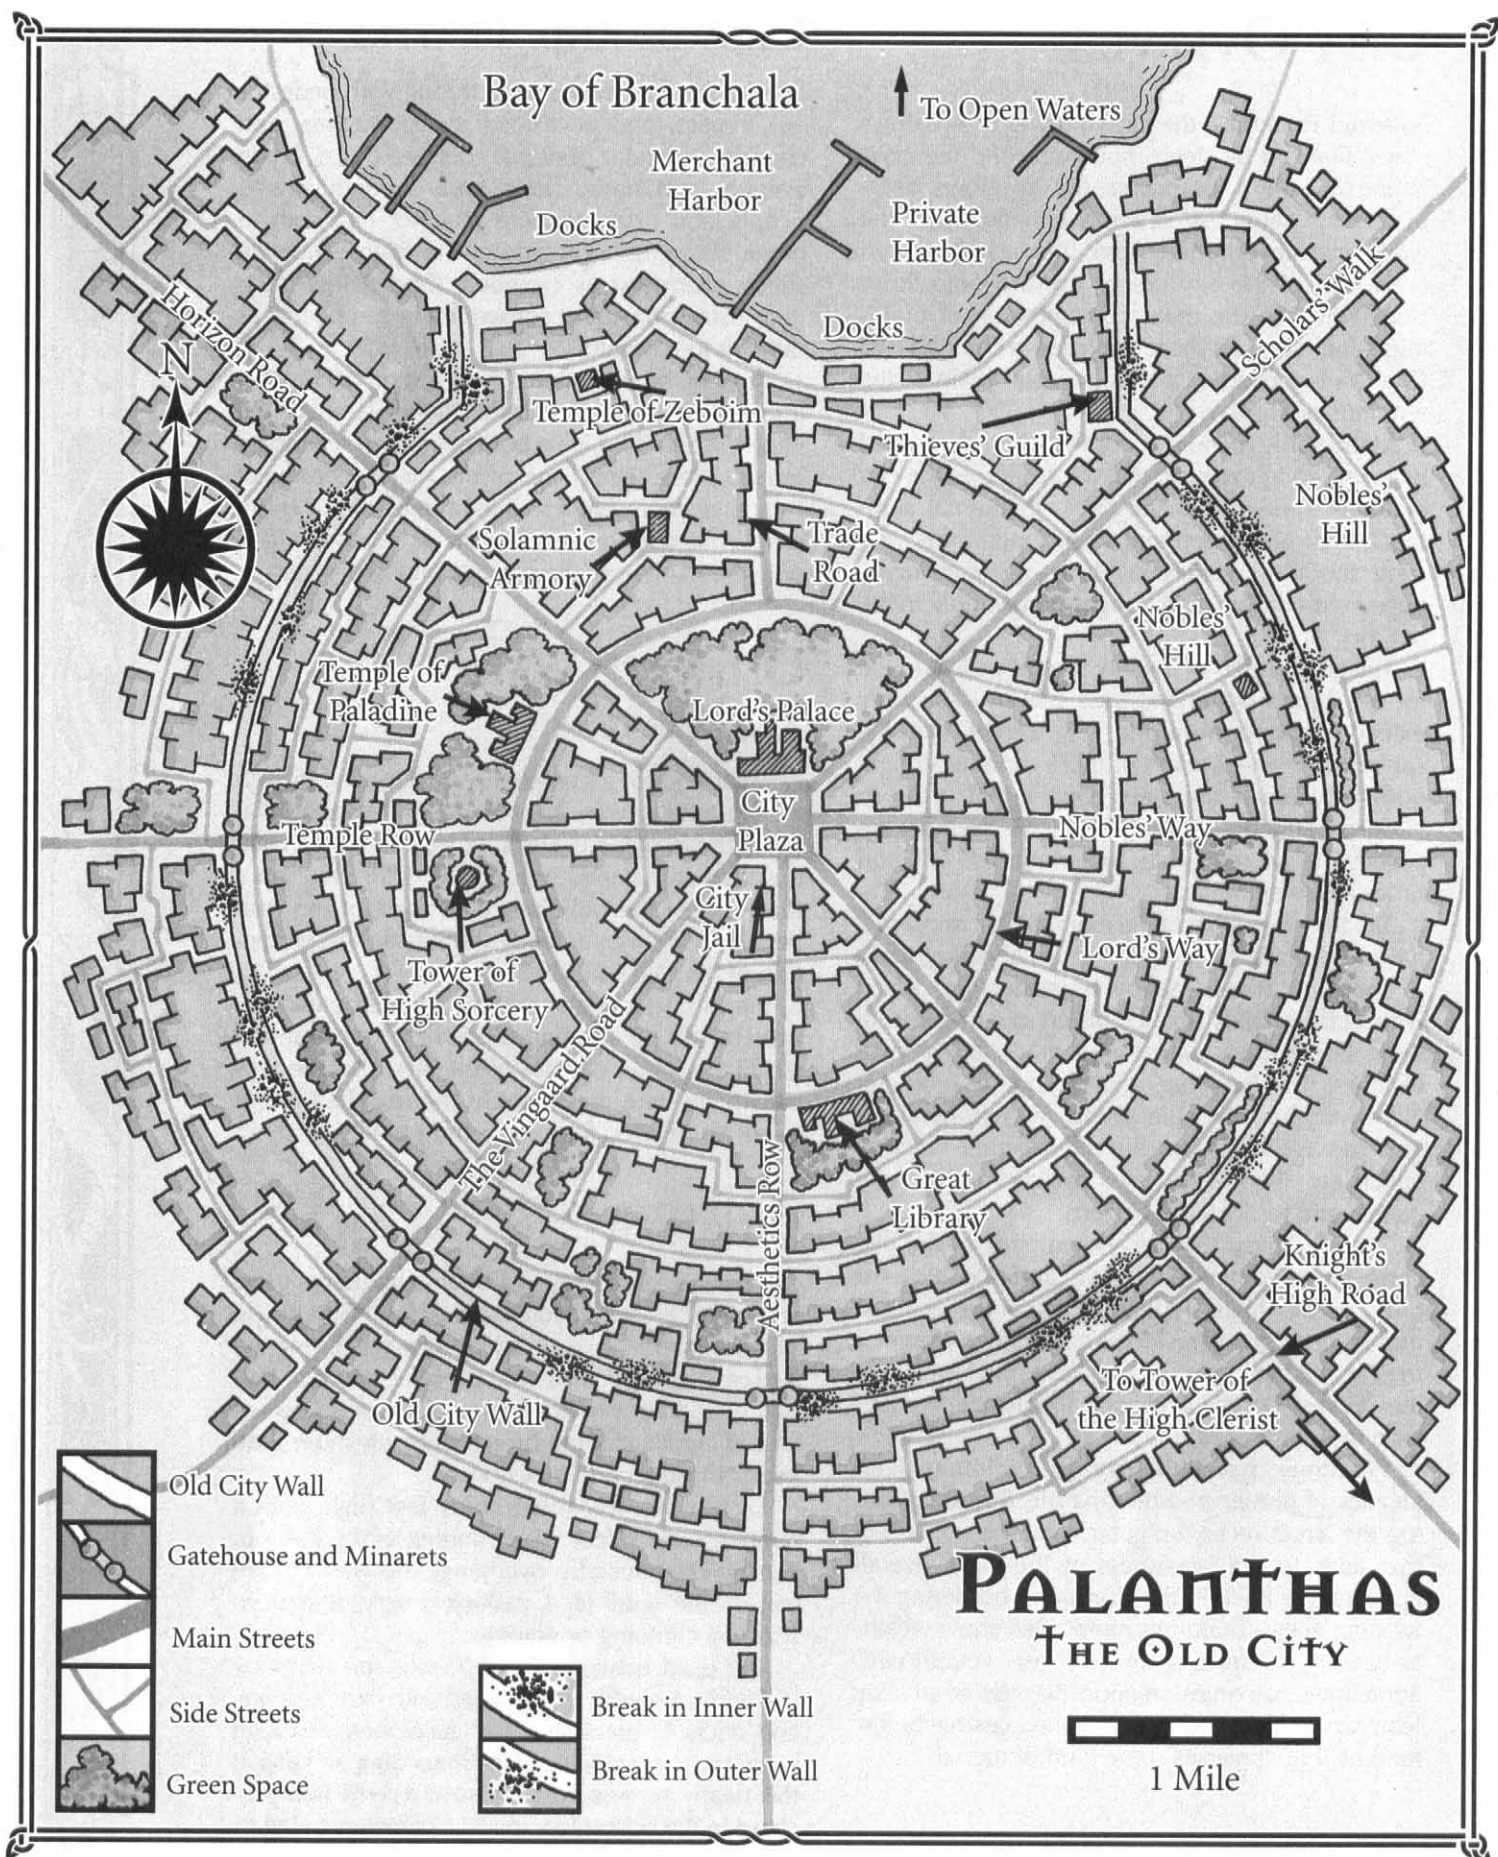 Bay of Branchala
To Open Waters
Merchant
Harbor
Private
Harbor
Docks
Docks
Horizon Road
Scholars' Walk
N
Temple of Zeboim
Thieves' Guild
Nobles'
Hill
Solamnic
Armory
Trade
Road
Nobles'
Hill
Temple of
Paladine
Lord's Palace
City
Plaza
Temple Row
Nobles' Way
City
Jail
Lord's Way
Tower of
High Sorcery
The Vingaard Road
Aesthetics Row
Great
Library
Knight's
High Road
To Tower of
the High Clerist
Old City Wall
Old City Wall
Gatehouse and Minarets
Main Streets
Side Streets
Green Space
Break in Inner Wall
Break in Outer Wall
PALANTHAS
THE OLD CITY
1 Mile